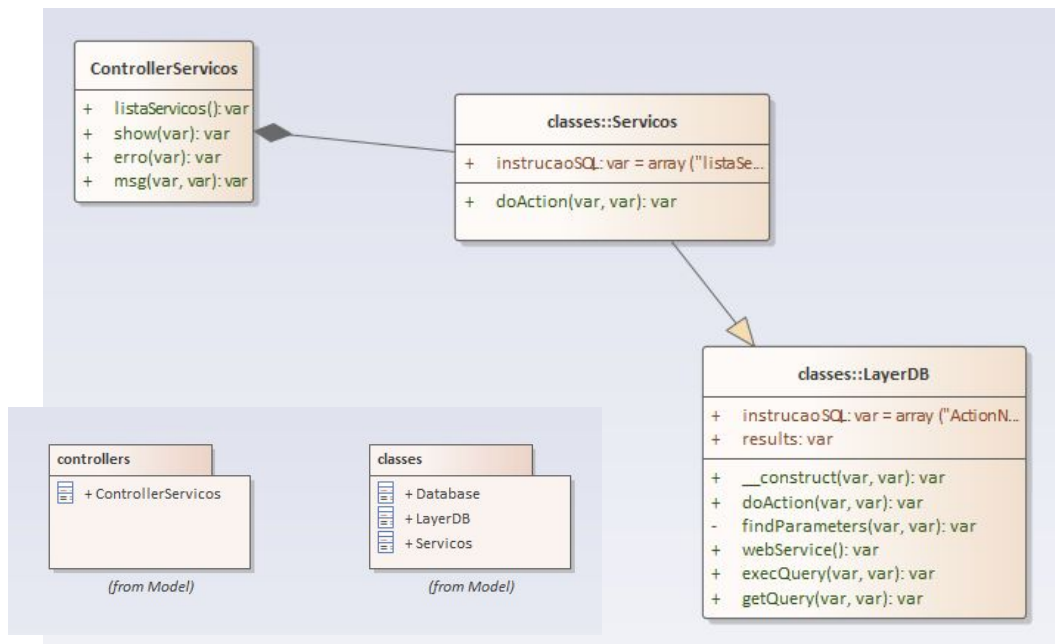 ControllerServicos
+ listaServicos(): var
+ show(var): var
+ erro(var): var
+ msg(var, var): var
classes::Servicos
+ instrucaoSQL: var = array ("listaSe...
+ doAction(var, var): var
classes::LayerDB
+ instrucaoSQL: var = array ("ActionN...
+ results: var
+ __construct(var, var): var
+ doAction(var, var): var
- findParameters(var, var): var
+ webService(): var
+ execQuery(var, var): var
+ getQuery(var, var): var
controllers
+ ControllerServicos
(from Model)
classes
+ Database
+ LayerDB
+ Servicos
(from Model)